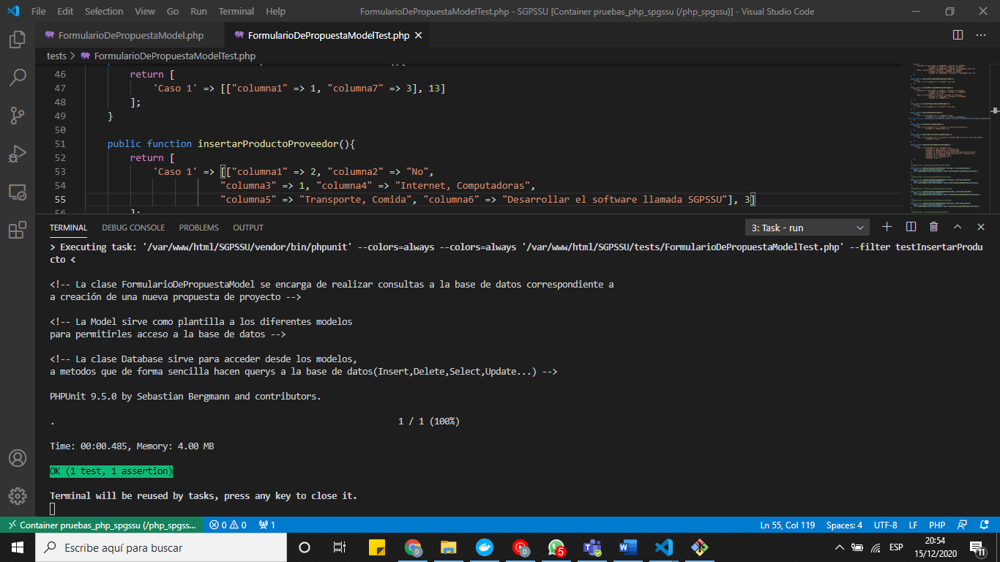 File Edit Selection View Go Run Terminal Help FormularioDePropuestaModelTest.php - SGPSSU [Container pruebas_php_spgssu (/php_spgssu)] - Visual Studio Code
FormularioDePropuestaModel.php FormularioDePropuestaModelTest.php
tests > FormularioDePropuestaModelTest.php
46 return [
47 'Caso 1' => [["columna1" => 1, "columna7" => 3], 13]
48 ];
49 }
50
51 public function insertarProductoProveedor(){
52 return [
53 'Caso 1' => [["columna1" => 2, "columna2" => "No",
54 "columna3" => 1, "columna4" => "Internet, Computadoras",
55 "columna5" => "Transporte, Comida", "columna6" => "Desarrollar el software llamada SGPSSU"], 3]
56 ];
TERMINAL DEBUG CONSOLE PROBLEMS OUTPUT 3: Task - run
> Executing task: '/var/www/html/SGPSSU/vendor/bin/phpunit' --colors=always --colors=always '/var/www/html/SGPSSU/tests/FormularioDePropuestaModelTest.php' --filter testInsertarProdu
cto <
<!-- La clase FormularioDePropuestaModel se encarga de realizar consultas a la base de datos correspondiente a
a creación de una nueva propuesta de proyecto -->
<!-- La Model sirve como plantilla a los diferentes modelos
para permitirles acceso a la base de datos -->
<!-- La clase Database sirve para acceder desde los modelos,
a metodos que de forma sencilla hacen querys a la base de datos(Insert,Delete,Select,Update...) -->
PHPUnit 9.5.0 by Sebastian Bergmann and contributors.
. 1 / 1 (100%)
Time: 00:00.485, Memory: 4.00 MB
OK (1 test, 1 assertion)
Terminal will be reused by tasks, press any key to close it.
Container pruebas_php_spgssu (/php_spgss... 0 0 1 Ln 55, Col 119 Spaces: 4 UTF-8 LF PHP
Escribe aquí para buscar D D 5 ESP 20:54
15/12/2020 11